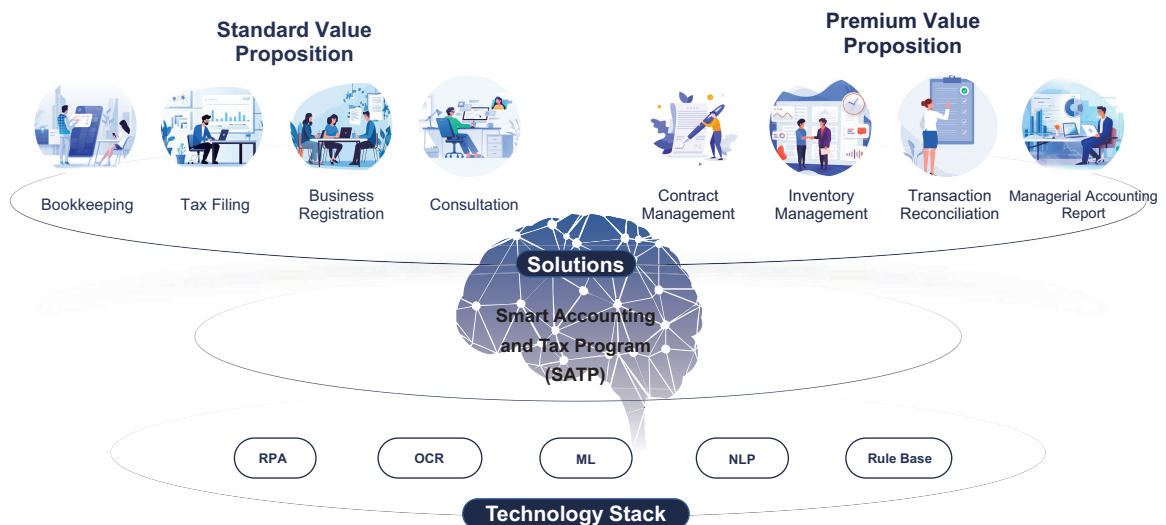 Standard Value
Proposition
Premium Value
Proposition
Bookkeeping
Tax Filing
Business
Registration
Consultation
Contract
Management
Inventory
Management
Transaction
Reconciliation
Managerial Accounting
Report
Solutions
Smart Accounting
and Tax Program
(SATP)
RPA
OCR
ML
NLP
Rule Base
Technology Stack